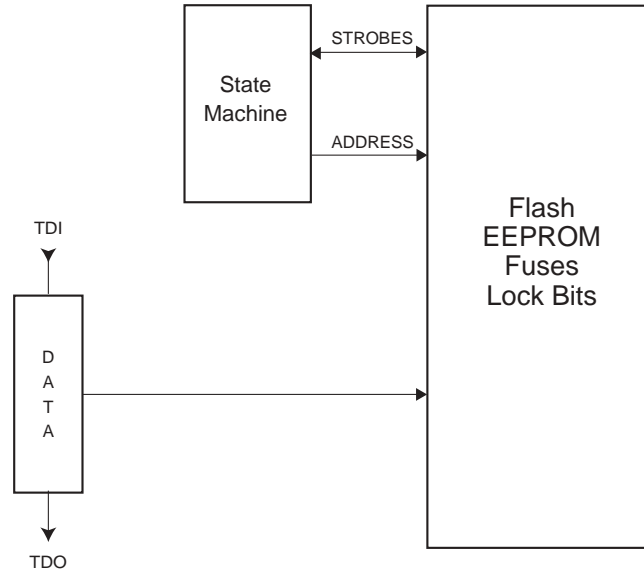 STROBES
State
Machine
ADDRESS
Flash
EEPROM
Fuses
Lock Bits
TDI
D
A
T
A
TDO